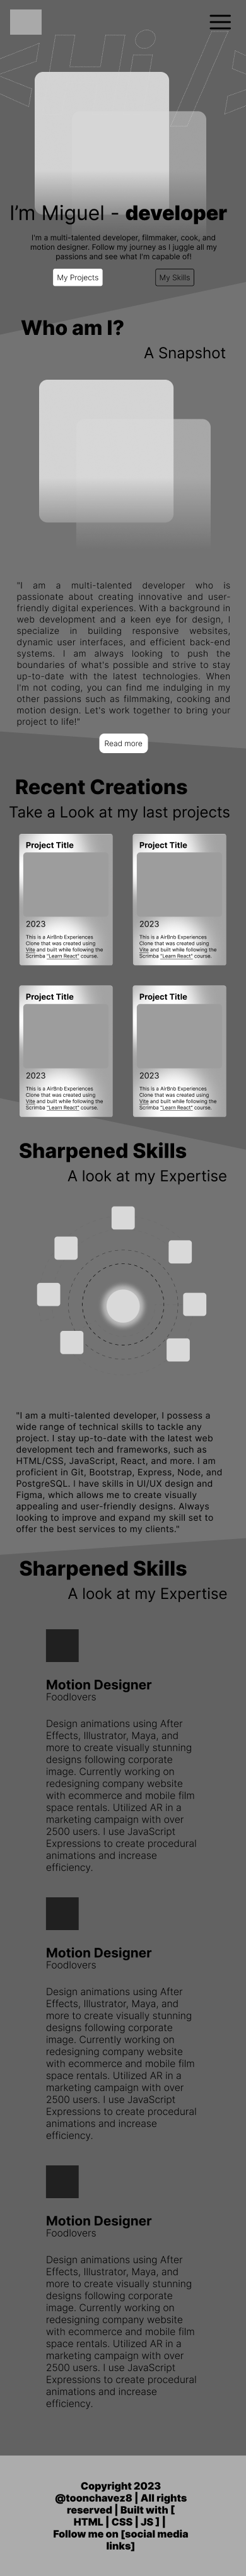 <Hi/>
I'm Miguel - developer
I'm a multi-talented developer, filmmaker, cook, and
motion designer. Follow my journey as I juggle all my
passions and see what I'm capable of!
My Projects
My Skills
Who am I?
A Snapshot
"I am a multi-talented developer who is
passionate about creating innovative and user-
friendly digital experiences. With a background in
web development and a keen eye for design, I
specialize in building responsive websites,
dynamic user interfaces, and efficient back-end
systems. I am always looking to push the
boundaries of what's possible and strive to stay
up-to-date with the latest technologies. When
I'm not coding, you can find me indulging in my
other passions such as filmmaking, cooking and
motion design. Let's work together to bring your
project to life!"
Read more
Recent Creations
Take a Look at my last projects
Project Title
2023
This is a AirBnb Experiences
Clone that was created using
Vite and built while following the
Scrimba "Learn React" course.
Project Title
2023
This is a AirBnb Experiences
Clone that was created using
Vite and built while following the
Scrimba "Learn React" course.
Project Title
2023
This is a AirBnb Experiences
Clone that was created using
Vite and built while following the
Scrimba "Learn React" course.
Project Title
2023
This is a AirBnb Experiences
Clone that was created using
Vite and built while following the
Scrimba "Learn React" course.
Sharpened Skills
A look at my Expertise
"I am a multi-talented developer, I possess a
wide range of technical skills to tackle any
project. I stay up-to-date with the latest web
development tech and frameworks, such as
HTML/CSS, JavaScript, React, and more. I am
proficient in Git, Bootstrap, Express, Node, and
PostgreSQL. I have skills in UI/UX design and
Figma, which allows me to create visually
appealing and user-friendly designs. Always
looking to improve and expand my skill set to
offer the best services to my clients."
Sharpened Skills
A look at my Expertise
Motion Designer
Foodlovers
Design animations using After
Effects, Illustrator, Maya, and
more to create visually stunning
designs following corporate
image. Currently working on
redesigning company website
with ecommerce and mobile film
space rentals. Utilized AR in a
marketing campaign with over
2500 users. I use JavaScript
Expressions to create procedural
animations and increase
efficiency.
Motion Designer
Foodlovers
Design animations using After
Effects, Illustrator, Maya, and
more to create visually stunning
designs following corporate
image. Currently working on
redesigning company website
with ecommerce and mobile film
space rentals. Utilized AR in a
marketing campaign with over
2500 users. I use JavaScript
Expressions to create procedural
animations and increase
efficiency.
Motion Designer
Foodlovers
Design animations using After
Effects, Illustrator, Maya, and
more to create visually stunning
designs following corporate
image. Currently working on
redesigning company website
with ecommerce and mobile film
space rentals. Utilized AR in a
marketing campaign with over
2500 users. I use JavaScript
Expressions to create procedural
animations and increase
efficiency.
Copyright 2023
@toonchavez8 | All rights
reserved | Built with [
HTML | CSS | JS ] |
Follow me on [social media
links]